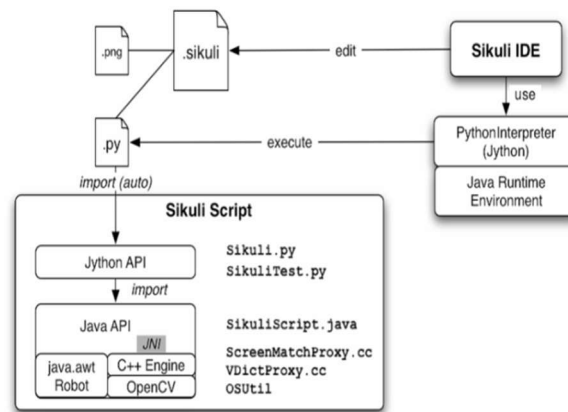 .png
.sikuli
edit
Sikuli IDE
use
.py
execute
PythonInterpreter
(Jython)
Java Runtime
Environment
import (auto)
Sikuli Script
Jython API
Sikuli.py
SikuliTest.py
import
Java API
SikuliScript.java
JNI
java.awt
Robot
C++ Engine
OpenCV
ScreenMatchProxy.cc
VDictProxy.cc
OSUtil